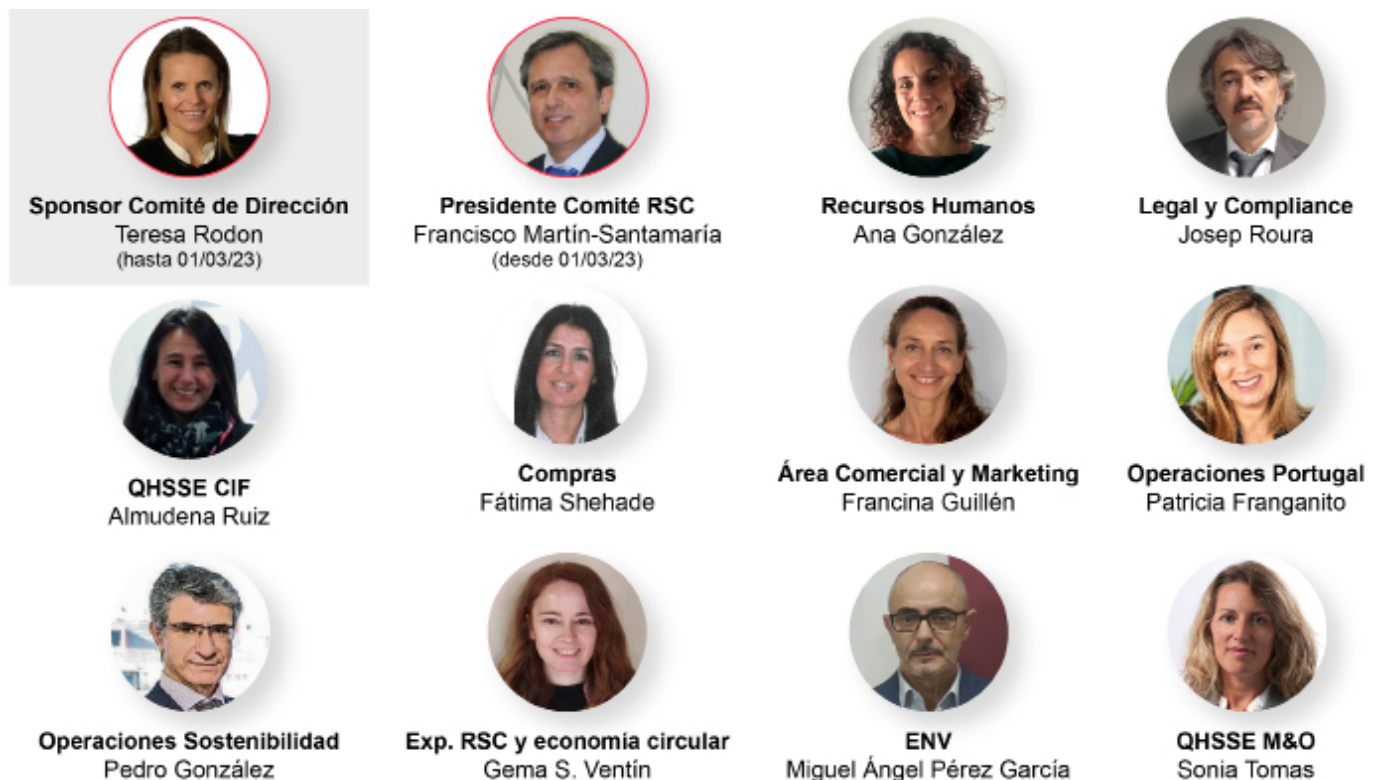 Sponsor Comité de Dirección
Teresa Rodon
(hasta 01/03/23)
Presidente Comité RSC
Francisco Martín-Santamaría
(desde 01/03/23)
Recursos Humanos
Ana González
Legal y Compliance
Josep Roura
QHSSE CIF
Almudena Ruiz
Compras
Fátima Shehade
Área Comercial y Marketing
Francina Guillén
Operaciones Portugal
Patricia Franganito
Operaciones Sostenibilidad
Pedro González
Exp. RSC y economia circular
Gema S. Ventín
ENV
Miguel Ángel Pérez García
QHSSE M&O
Sonia Tomas